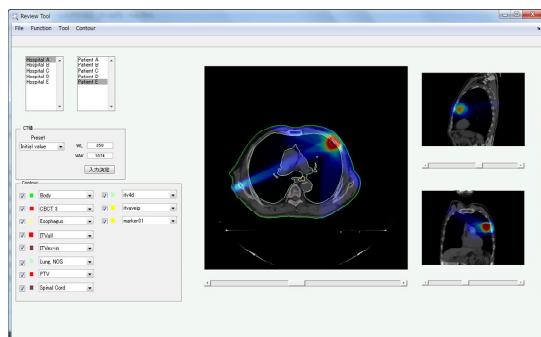 Review Tool
File Function Tool Contour
Hospital A
Hospital B
Hospital C
Hospital D
Hospital E
Patient A
Patient B
Patient C
Patient D
Patient E
CT値
Preset
Initial value
WL
WW
入力決定
Contour
Body
CBCT 3
Esophagus
ITVall
ITVex-in
Lung, NOS
PTV
Spinal Cord
itv4d
itvaveip
marker01